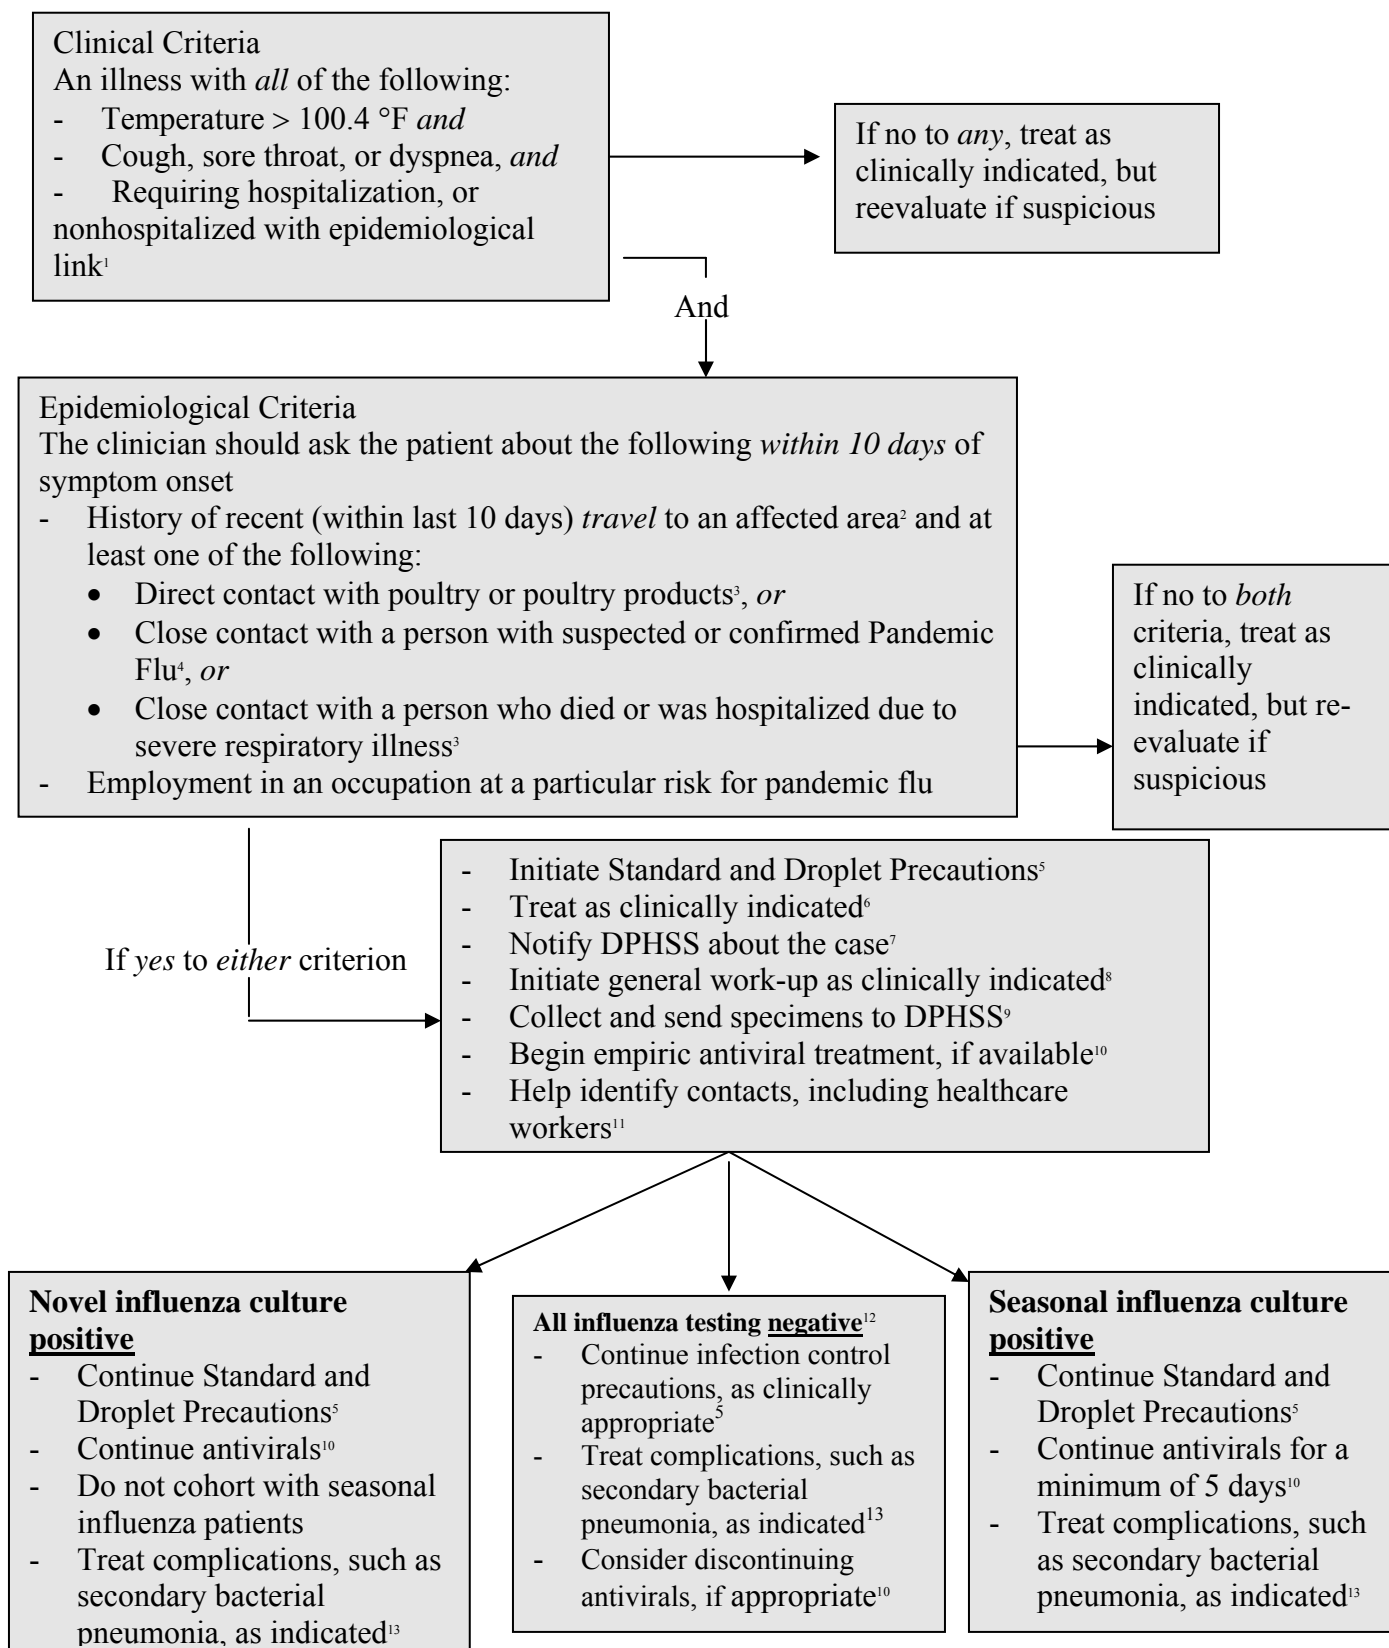 Clinical Criteria
An illness with all of the following:
- Temperature > 100.4 °F and
- Cough, sore throat, or dyspnea, and
- Requiring hospitalization, or
nonhospitalized with epidemiological
link¹
If no to any, treat as
clinically indicated, but
reevaluate if suspicious
And
Epidemiological Criteria
The clinician should ask the patient about the following within 10 days of
symptom onset
- History of recent (within last 10 days) travel to an affected area² and at
least one of the following:
• Direct contact with poultry or poultry products³, or
• Close contact with a person with suspected or confirmed Pandemic
Flu⁴, or
• Close contact with a person who died or was hospitalized due to
severe respiratory illness³
- Employment in an occupation at a particular risk for pandemic flu
If no to both
criteria, treat as
clinically
indicated, but re-
evaluate if
suspicious
If yes to either criterion
- Initiate Standard and Droplet Precautions⁵
- Treat as clinically indicated⁶
- Notify DPHSS about the case⁷
- Initiate general work-up as clinically indicated⁸
- Collect and send specimens to DPHSS⁹
- Begin empiric antiviral treatment, if available¹⁰
- Help identify contacts, including healthcare
workers¹¹
Novel influenza culture
positive
- Continue Standard and
Droplet Precautions⁵
- Continue antivirals¹⁰
- Do not cohort with seasonal
influenza patients
- Treat complications, such as
secondary bacterial
pneumonia, as indicated¹³
All influenza testing negative¹²
- Continue infection control
precautions, as clinically
appropriate⁵
- Treat complications, such as
secondary bacterial
pneumonia, as indicated¹³
- Consider discontinuing
antivirals, if appropriate¹⁰
Seasonal influenza culture
positive
- Continue Standard and
Droplet Precautions⁵
- Continue antivirals for a
minimum of 5 days¹⁰
- Treat complications, such
as secondary bacterial
pneumonia, as indicated¹³